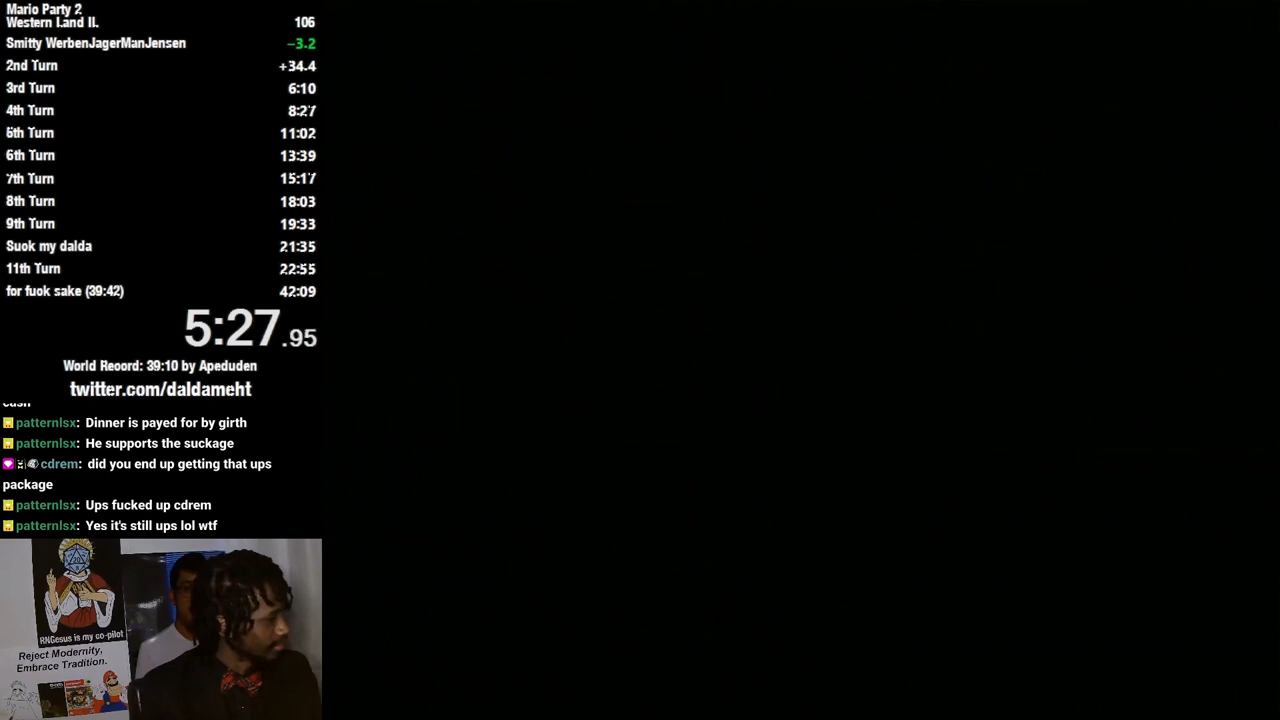 Mario Party 2
Western Land II.
106
Smitty WerbenJagerManJensen −3.2
2nd Turn +34.4
3rd Turn 6:10
4th Turn 8:27
5th Turn 11:02
6th Turn 13:39
7th Turn 15:17
8th Turn 18:03
9th Turn 19:33
Suok my dalda 21:35
11th Turn 22:55
for fuok sake (39:42) 42:09
5:27.95
World Reoord: 39:10 by Apeduden
twitter.com/daldameht
cash
patternlsx: Dinner is payed for by girth
patternlsx: He supports the suckage
cdrem: did you end up getting that ups
package
patternlsx: Ups fucked up cdrem
patternlsx: Yes it's still ups lol wtf
RNGesus is my co-pilot
Reject Modernity,
Embrace Tradition.